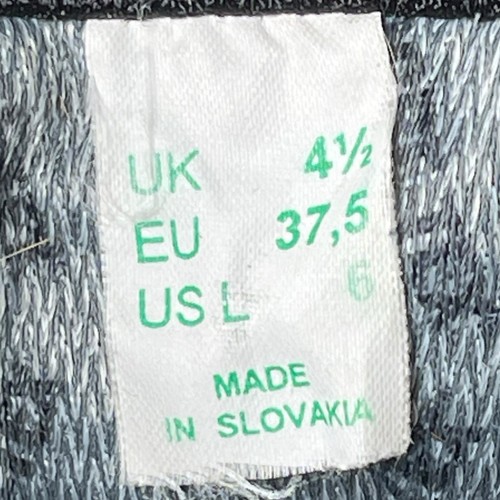 UK 4½
EU 37,5
US L 6
MADE
IN SLOVAKIA